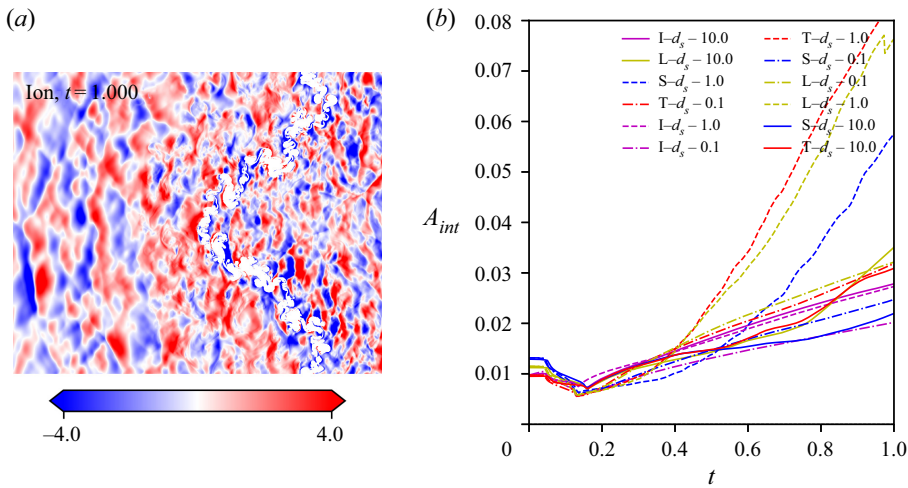 (a)
Ion, t = 1.000
–4.0
4.0
(b)
0.08
0.07
0.06
0.05
0.04
0.03
0.02
0.01
A_int
I–d_s – 10.0
L–d_s – 10.0
S–d_s – 1.0
T–d_s – 0.1
I–d_s – 1.0
I–d_s – 0.1
T–d_s – 1.0
S–d_s – 0.1
L–d_s – 0.1
L–d_s – 1.0
S–d_s – 10.0
T–d_s – 10.0
0
0.2
0.4
0.6
0.8
1.0
t